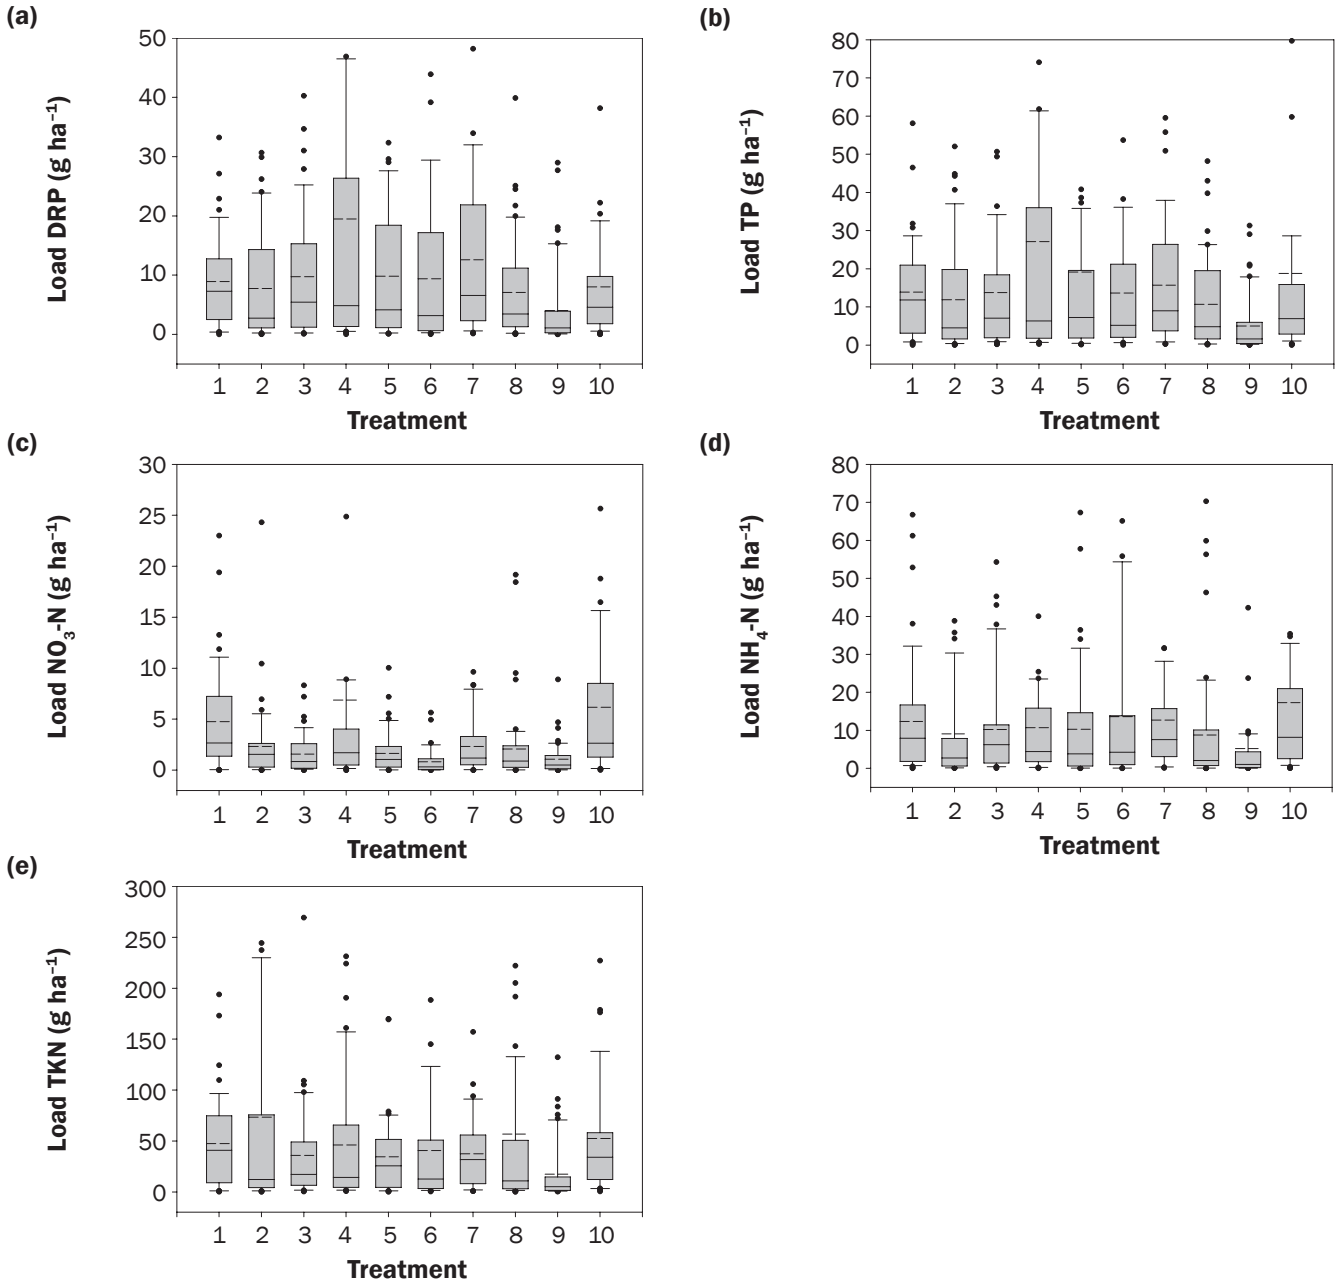 (a)
Load DRP (g ha⁻¹)
50
40
30
20
10
0
1 2 3 4 5 6 7 8 9 10
Treatment
(b)
Load TP (g ha⁻¹)
80
70
60
50
40
30
20
10
0
1 2 3 4 5 6 7 8 9 10
Treatment
(c)
Load NO₃-N (g ha⁻¹)
30
25
20
15
10
5
0
1 2 3 4 5 6 7 8 9 10
Treatment
(d)
Load NH₄-N (g ha⁻¹)
80
70
60
50
40
30
20
10
0
1 2 3 4 5 6 7 8 9 10
Treatment
(e)
Load TKN (g ha⁻¹)
300
250
200
150
100
50
0
1 2 3 4 5 6 7 8 9 10
Treatment